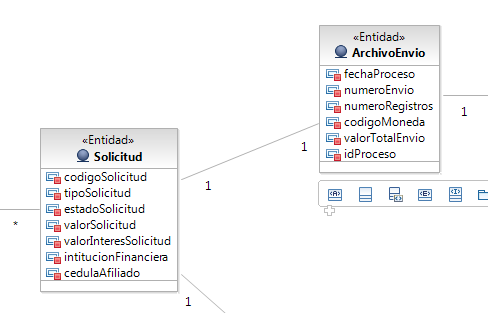 «Entidad»
ArchivoEnvio
fechaProceso
numeroEnvio
numeroRegistros
codigoMoneda
valorTotalEnvio
idProceso
1
1
«Entidad»
Solicitud
codigoSolicitud
tipoSolicitud
estadoSolicitud
valorSolicitud
valorInteresSolicitud
intitucionFinanciera
cedulaAfiliado
1
*
1